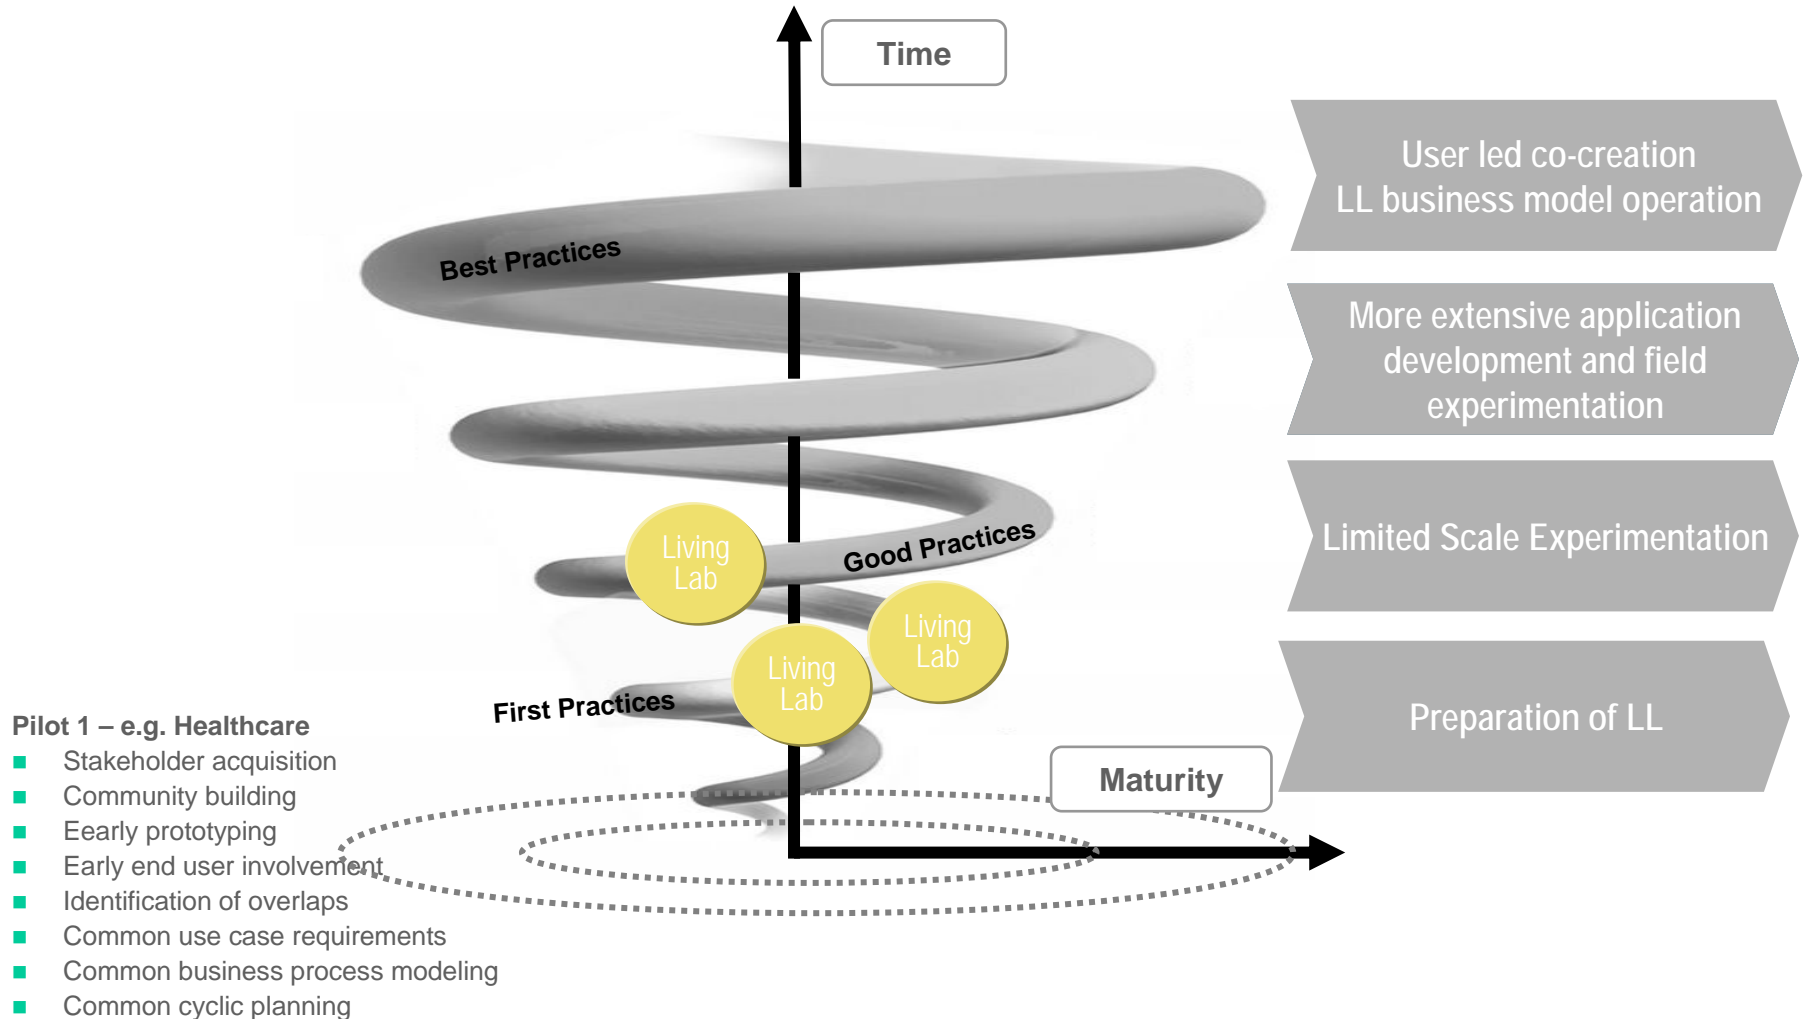 Time
User led co-creation
LL business model operation
Best Practices
More extensive application
development and field
experimentation
Good Practices
Limited Scale Experimentation
Living
Lab
Living
Lab
Living
Lab
First Practices
Preparation of LL
Maturity
Pilot 1 – e.g. Healthcare
Stakeholder acquisition
Community building
Eearly prototyping
Early end user involvement
Identification of overlaps
Common use case requirements
Common business process modeling
Common cyclic planning